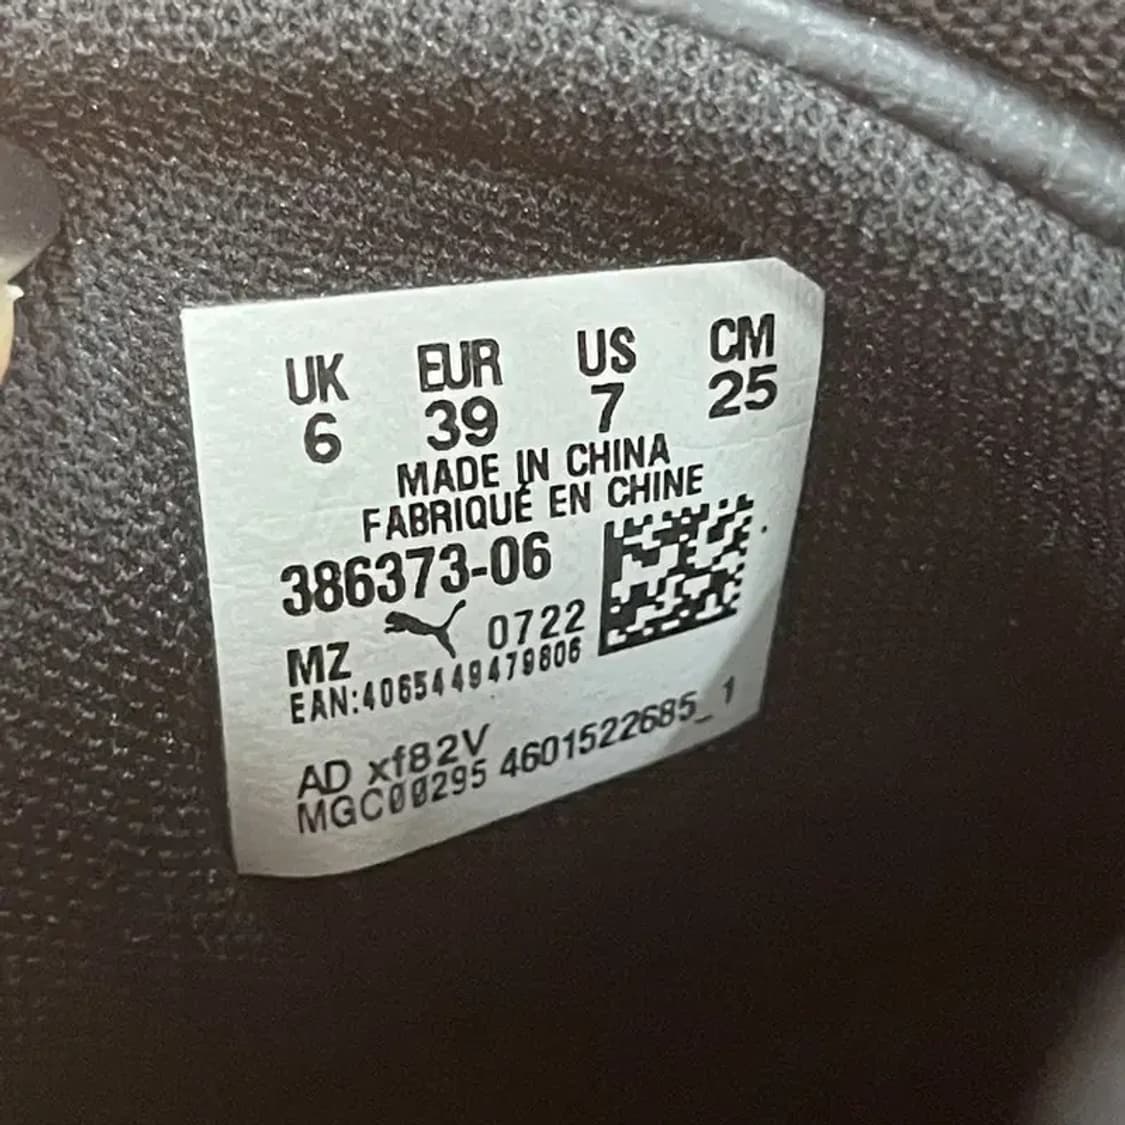 UK EUR US CM
6 39 7 25
MADE IN CHINA
FABRIQUÉ EN CHINE
386373-06
MZ 0722
EAN:4065449479806
AD xf82V
MGC00295 4601522685_1